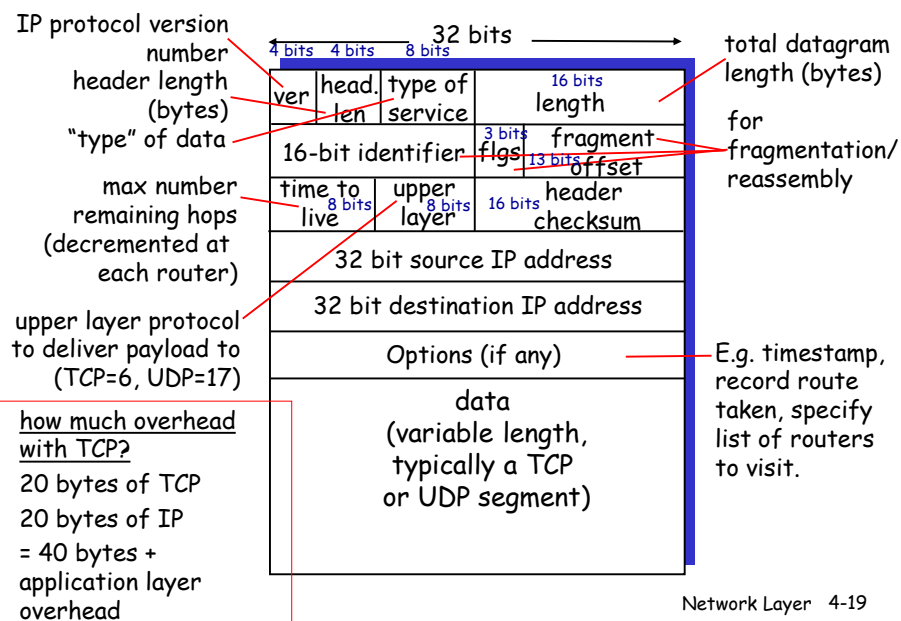 IP protocol version
number
header length
(bytes)
"type" of data
max number
remaining hops
(decremented at
each router)
upper layer protocol
to deliver payload to
(TCP=6, UDP=17)
how much overhead
with TCP?
20 bytes of TCP
20 bytes of IP
= 40 bytes +
application layer
overhead
32 bits
4 bits 4 bits 8 bits
ver
head.
len
type of
service
16 bits
length
16-bit identifier
3 bits
flgs
13 bits
fragment
offset
time to
live
8 bits
upper
layer
8 bits
16 bits
header
checksum
32 bit source IP address
32 bit destination IP address
Options (if any)
data
(variable length,
typically a TCP
or UDP segment)
total datagram
length (bytes)
for
fragmentation/
reassembly
E.g. timestamp,
record route
taken, specify
list of routers
to visit.
Network Layer 4-19